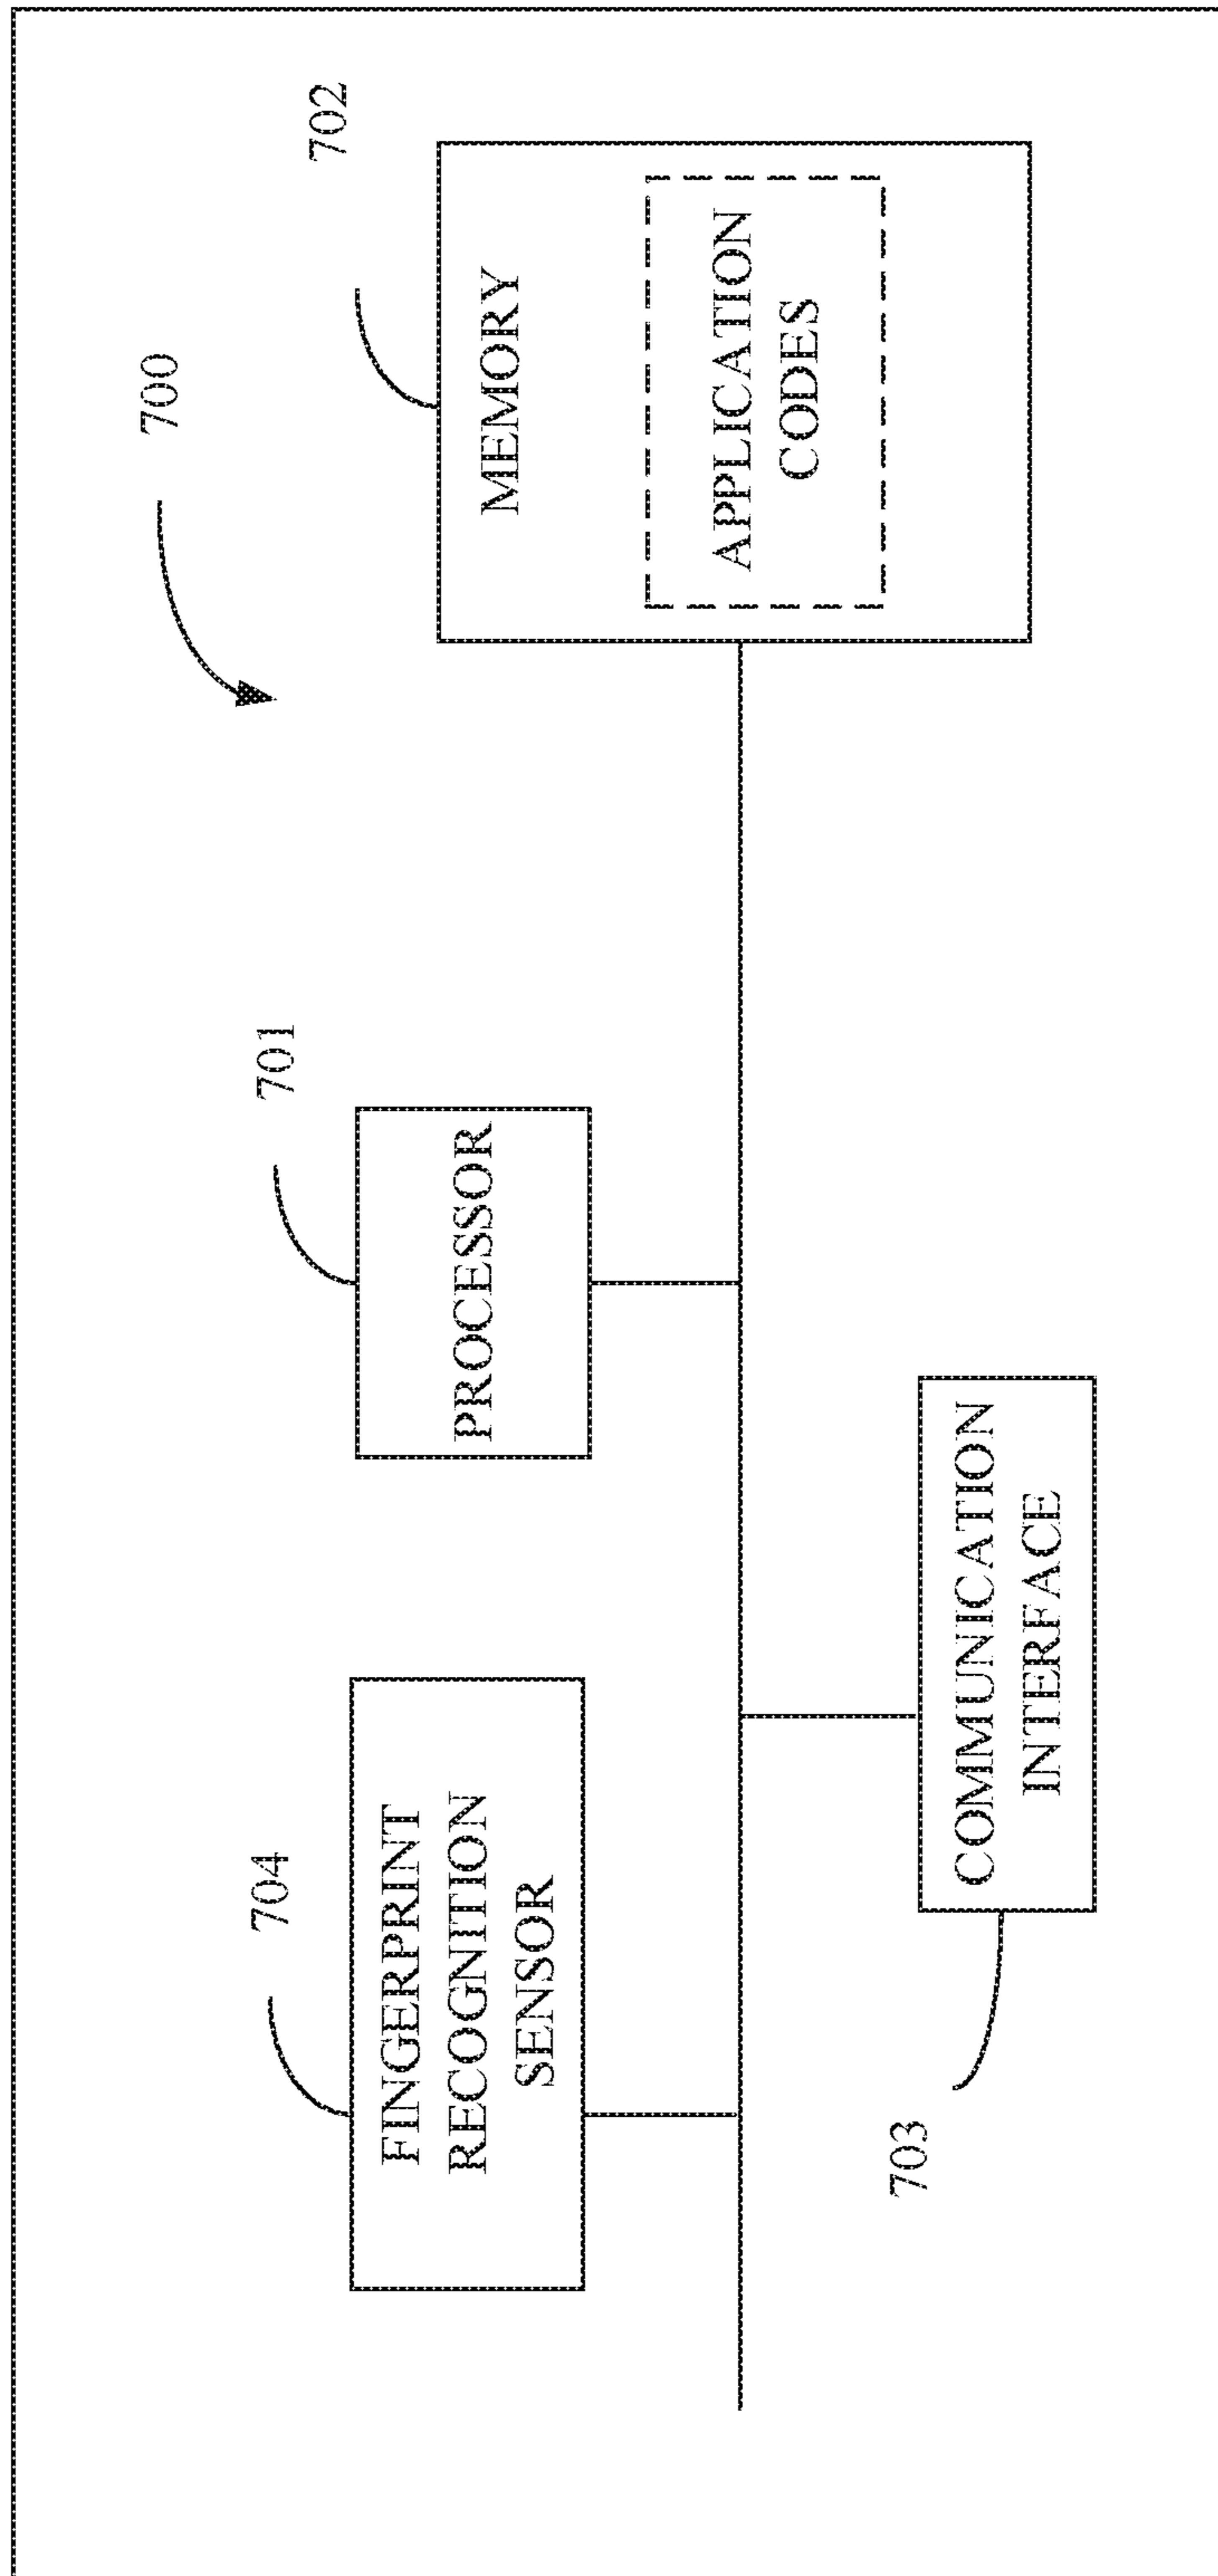 700
704
FINGERPRINT
RECOGNITION
SENSOR
701
PROCESSOR
702
MEMORY
APPLICATION
CODES
703
COMMUNICATION
INTERFACE